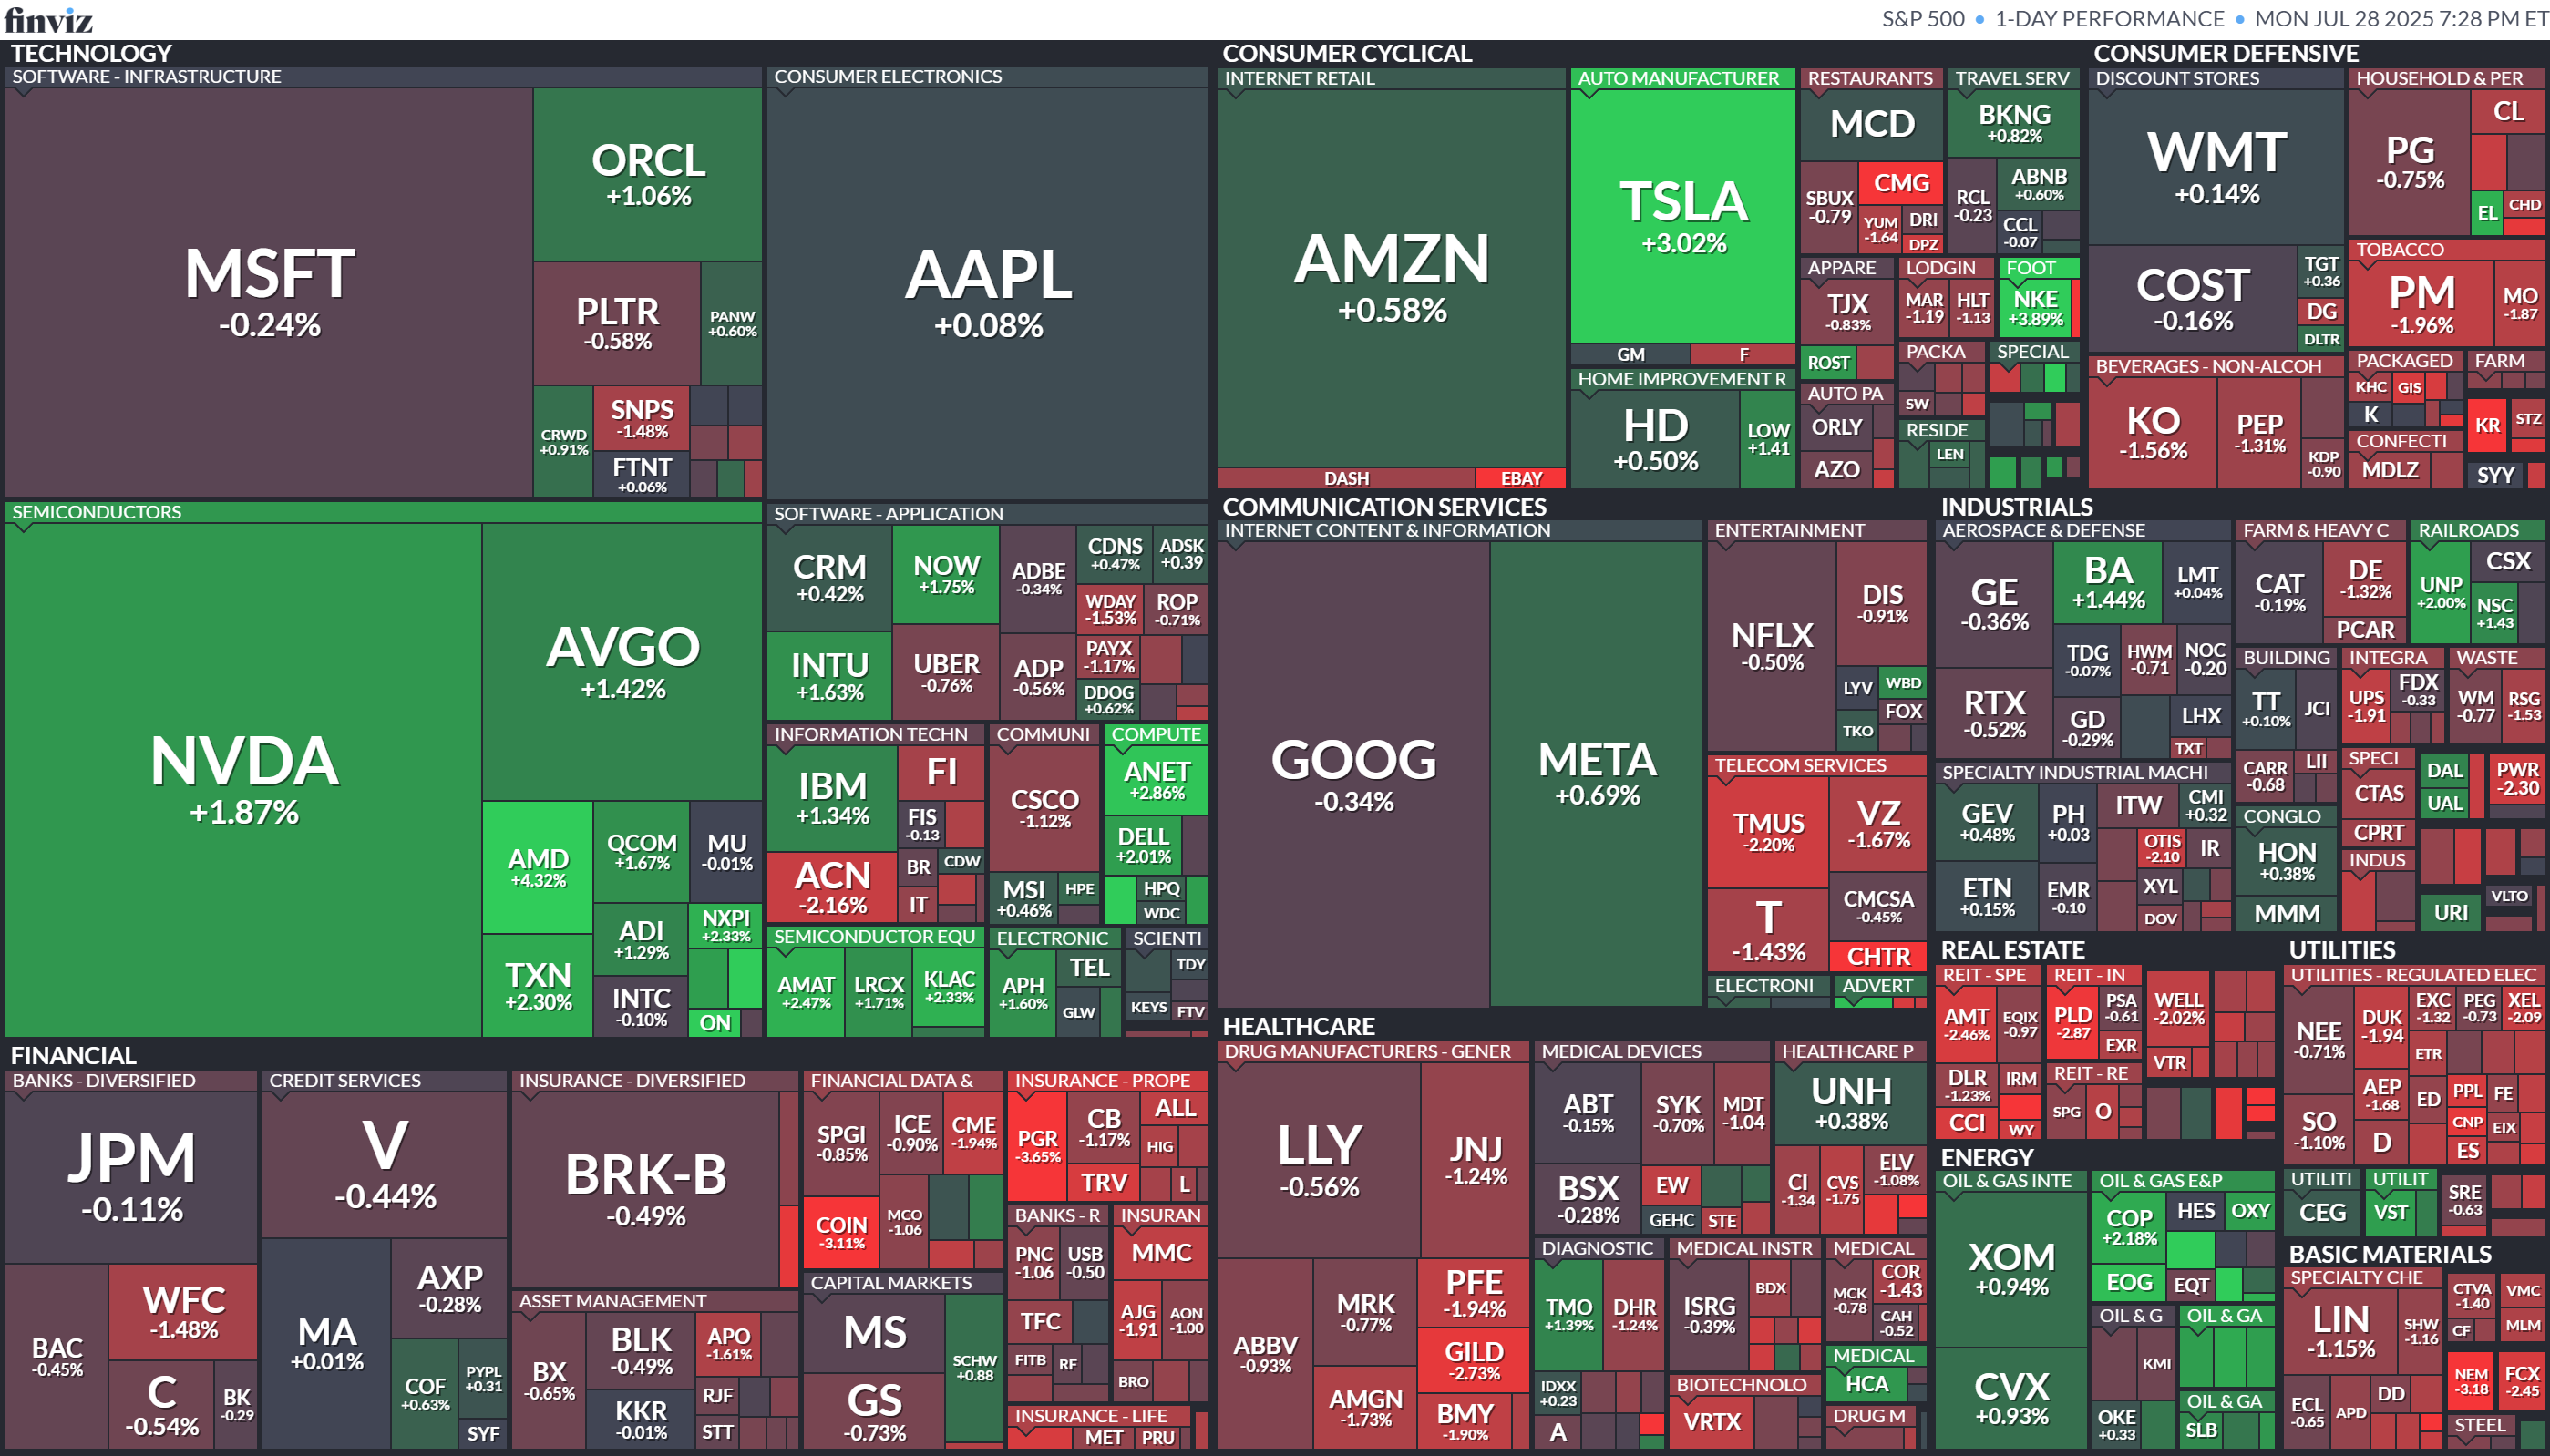 finviz
S&P 500 • 1-DAY PERFORMANCE • MON JUL 28 2025 7:28 PM ET
TECHNOLOGY
SOFTWARE - INFRASTRUCTURE
MSFT
-0.24%
ORCL
+1.06%
PLTR
-0.58%
PANW
+0.60%
CRWD
+0.91%
SNPS
-1.48%
FTNT
+0.06%
CONSUMER ELECTRONICS
AAPL
+0.08%
SEMICONDUCTORS
NVDA
+1.87%
AVGO
+1.42%
AMD
+4.32%
QCOM
+1.67%
MU
-0.01%
TXN
+2.30%
ADI
+1.29%
NXPI
+2.33%
INTC
-0.10%
ON
SOFTWARE - APPLICATION
CRM
+0.42%
NOW
+1.75%
ADBE
-0.34%
CDNS
+0.47%
ADSK
+0.39
INTU
+1.63%
UBER
-0.76%
ADP
-0.56%
WDAY
-1.53%
ROP
-0.71%
PAYX
-1.17%
DDOG
+0.62%
INFORMATION TECHN
IBM
+1.34%
FI
FIS
-0.13
ACN
-2.16%
BR
CDW
IT
COMMUNI
CSCO
-1.12%
MSI
+0.46%
HPE
COMPUTE
ANET
+2.86%
DELL
+2.01%
HPQ
WDC
SEMICONDUCTOR EQU
AMAT
+2.47%
LRCX
+1.71%
KLAC
+2.33%
ELECTRONIC
APH
+1.60%
TEL
GLW
SCIENTI
TDY
KEYS
FTV
FINANCIAL
BANKS - DIVERSIFIED
JPM
-0.11%
BAC
-0.45%
WFC
-1.48%
C
-0.54%
BK
-0.29
CREDIT SERVICES
V
-0.44%
MA
+0.01%
AXP
-0.28%
COF
+0.63%
PYPL
+0.31
SYF
INSURANCE - DIVERSIFIED
BRK-B
-0.49%
ASSET MANAGEMENT
BX
-0.65%
BLK
-0.49%
APO
-1.61%
KKR
-0.01%
RJF
STT
FINANCIAL DATA &
SPGI
-0.85%
ICE
-0.90%
CME
-1.94%
COIN
-3.11%
MCO
-1.06
CAPITAL MARKETS
MS
GS
-0.73%
SCHW
+0.88
INSURANCE - PROPE
PGR
-3.65%
CB
-1.17%
ALL
HIG
TRV
L
BANKS - R
PNC
-1.06
USB
-0.50
TFC
FITB
RF
INSURAN
MMC
AJG
-1.91
AON
-1.00
BRO
INSURANCE - LIFE
MET
PRU
CONSUMER CYCLICAL
INTERNET RETAIL
AMZN
+0.58%
DASH
EBAY
AUTO MANUFACTURER
TSLA
+3.02%
GM
F
HOME IMPROVEMENT R
HD
+0.50%
LOW
+1.41
RESTAURANTS
MCD
SBUX
-0.79
CMG
YUM
-1.64
DRI
DPZ
TRAVEL SERV
BKNG
+0.82%
RCL
-0.23
ABNB
+0.60%
CCL
-0.07
APPARE
TJX
-0.83%
ROST
LODGIN
MAR
-1.19
HLT
-1.13
FOOT
NKE
+3.89%
PACKA
SW
SPECIAL
AUTO PA
ORLY
AZO
RESIDE
LEN
CONSUMER DEFENSIVE
DISCOUNT STORES
WMT
+0.14%
COST
-0.16%
TGT
+0.36
DG
DLTR
HOUSEHOLD & PER
PG
-0.75%
CL
EL
CHD
TOBACCO
PM
-1.96%
MO
-1.87
BEVERAGES - NON-ALCOH
KO
-1.56%
PEP
-1.31%
KDP
-0.90
PACKAGED
KHC
GIS
K
FARM
CONFECTI
MDLZ
KR
STZ
SYY
COMMUNICATION SERVICES
INTERNET CONTENT & INFORMATION
GOOG
-0.34%
META
+0.69%
ENTERTAINMENT
NFLX
-0.50%
DIS
-0.91%
LYV
WBD
FOX
TKO
TELECOM SERVICES
TMUS
-2.20%
VZ
-1.67%
T
-1.43%
CMCSA
-0.45%
CHTR
ELECTRONI
ADVERT
INDUSTRIALS
AEROSPACE & DEFENSE
GE
-0.36%
BA
+1.44%
LMT
+0.04%
RTX
-0.52%
TDG
-0.07%
HWM
-0.71
NOC
-0.20
GD
-0.29%
LHX
TXT
SPECIALTY INDUSTRIAL MACHI
GEV
+0.48%
PH
+0.03
ITW
CMI
+0.32
ETN
+0.15%
EMR
-0.10
OTIS
-2.10
IR
XYL
DOV
FARM & HEAVY C
CAT
-0.19%
DE
-1.32%
PCAR
RAILROADS
UNP
+2.00%
CSX
NSC
+1.43
BUILDING
TT
+0.10%
JCI
CARR
-0.68
LII
INTEGRA
UPS
-1.91
FDX
-0.33
WASTE
WM
-0.77
RSG
-1.53
SPECI
CTAS
CPRT
DAL
UAL
PWR
-2.30
CONGLO
HON
+0.38%
MMM
INDUS
URI
VLTO
HEALTHCARE
DRUG MANUFACTURERS - GENER
LLY
-0.56%
JNJ
-1.24%
ABBV
-0.93%
MRK
-0.77%
PFE
-1.94%
AMGN
-1.73%
GILD
-2.73%
BMY
-1.90%
MEDICAL DEVICES
ABT
-0.15%
SYK
-0.70%
MDT
-1.04
BSX
-0.28%
EW
GEHC
STE
HEALTHCARE P
UNH
+0.38%
CI
-1.34
CVS
-1.75
ELV
-1.08%
DIAGNOSTIC
TMO
+1.39%
DHR
-1.24%
IDXX
+0.23
A
MEDICAL INSTR
ISRG
-0.39%
BDX
BIOTECHNOLO
VRTX
MEDICAL
MCK
-0.78
COR
-1.43
CAH
-0.52
MEDICAL
HCA
DRUG M
REAL ESTATE
REIT - SPE
AMT
-2.46%
EQIX
-0.97
DLR
-1.23%
IRM
CCI
WY
REIT - IN
PLD
-2.87
PSA
-0.61
EXR
REIT - RE
SPG
O
WELL
-2.02%
VTR
UTILITIES
UTILITIES - REGULATED ELEC
NEE
-0.71%
DUK
-1.94
EXC
-1.32
PEG
-0.73
XEL
-2.09
ETR
SO
-1.10%
AEP
-1.68
ED
PPL
FE
D
CNP
EIX
ES
UTILITI
CEG
UTILIT
VST
SRE
-0.63
ENERGY
OIL & GAS INTE
XOM
+0.94%
CVX
+0.93%
OIL & GAS E&P
COP
+2.18%
HES
OXY
EOG
EQT
OIL & G
KMI
OKE
+0.33
OIL & GA
OIL & GA
SLB
BASIC MATERIALS
SPECIALTY CHE
LIN
-1.15%
SHW
-1.16
ECL
-0.65
APD
DD
CTVA
-1.40
CF
VMC
MLM
NEM
-3.18
FCX
-2.45
STEEL